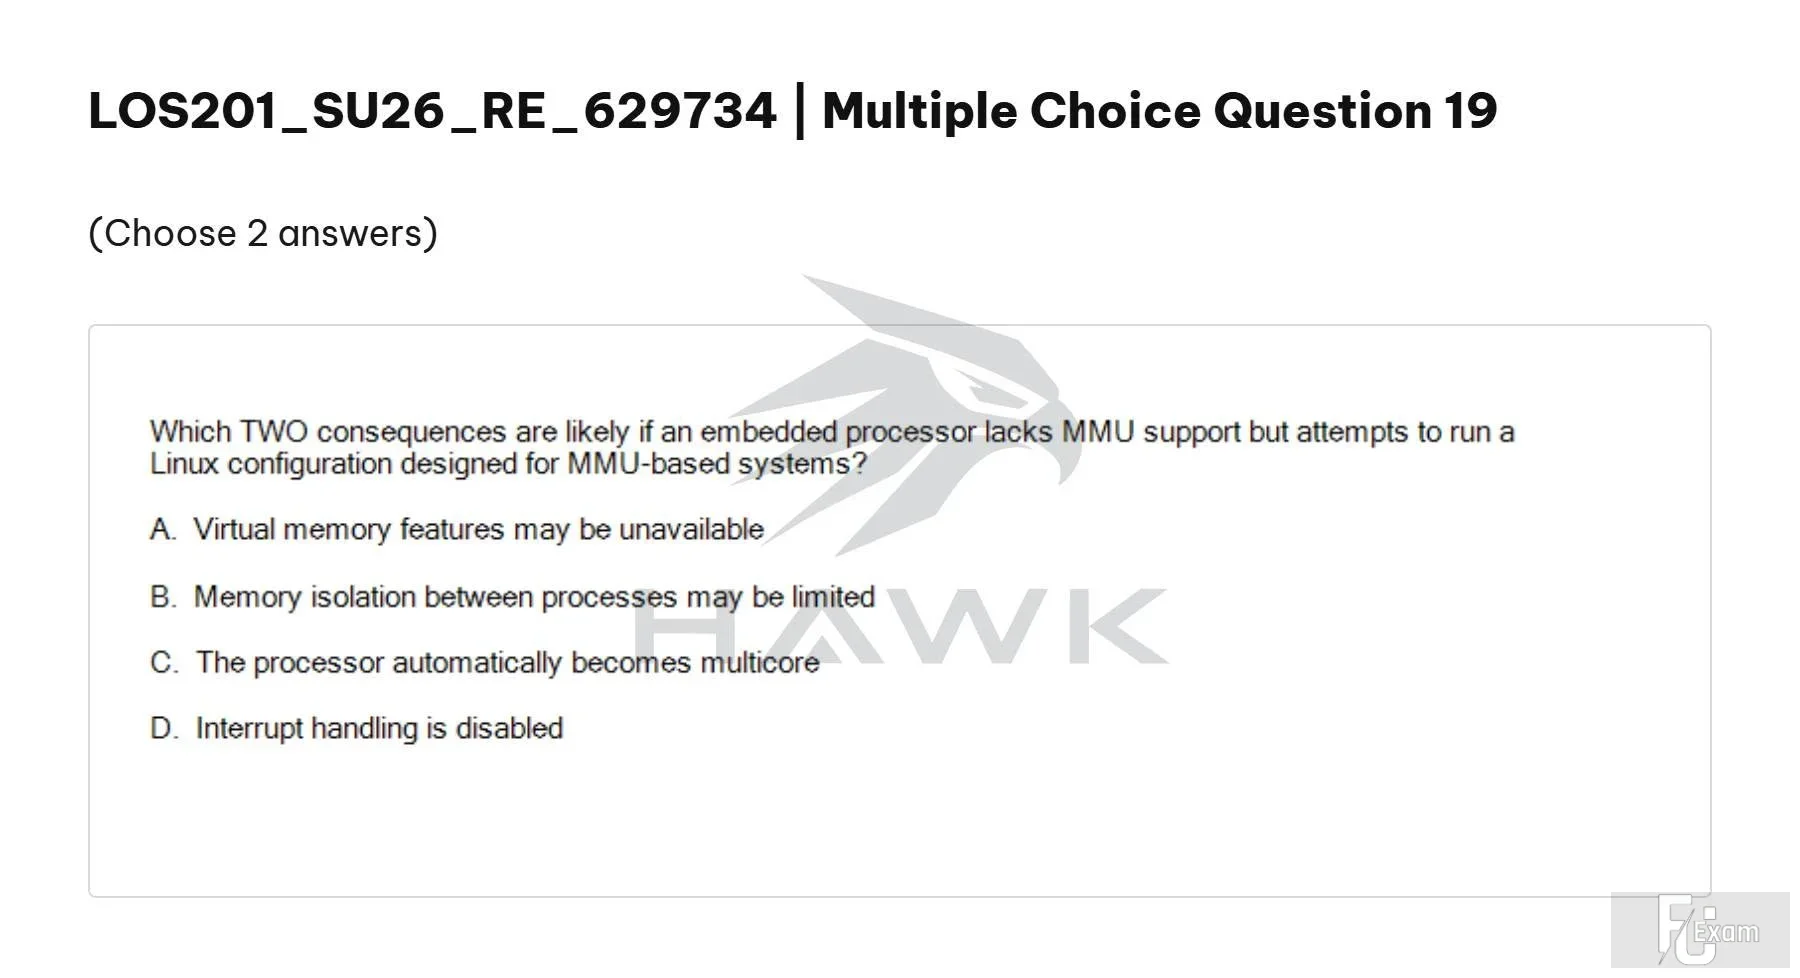 LOS201_SU26_RE_629734 | Multiple Choice Question 19
(Choose 2 answers)
Which TWO consequences are likely if an embedded processor lacks MMU support but attempts to run a
Linux configuration designed for MMU-based systems?
A. Virtual memory features may be unavailable
B. Memory isolation between processes may be limited
C. The processor automatically becomes multicore
D. Interrupt handling is disabled
HAWK
FC Exam